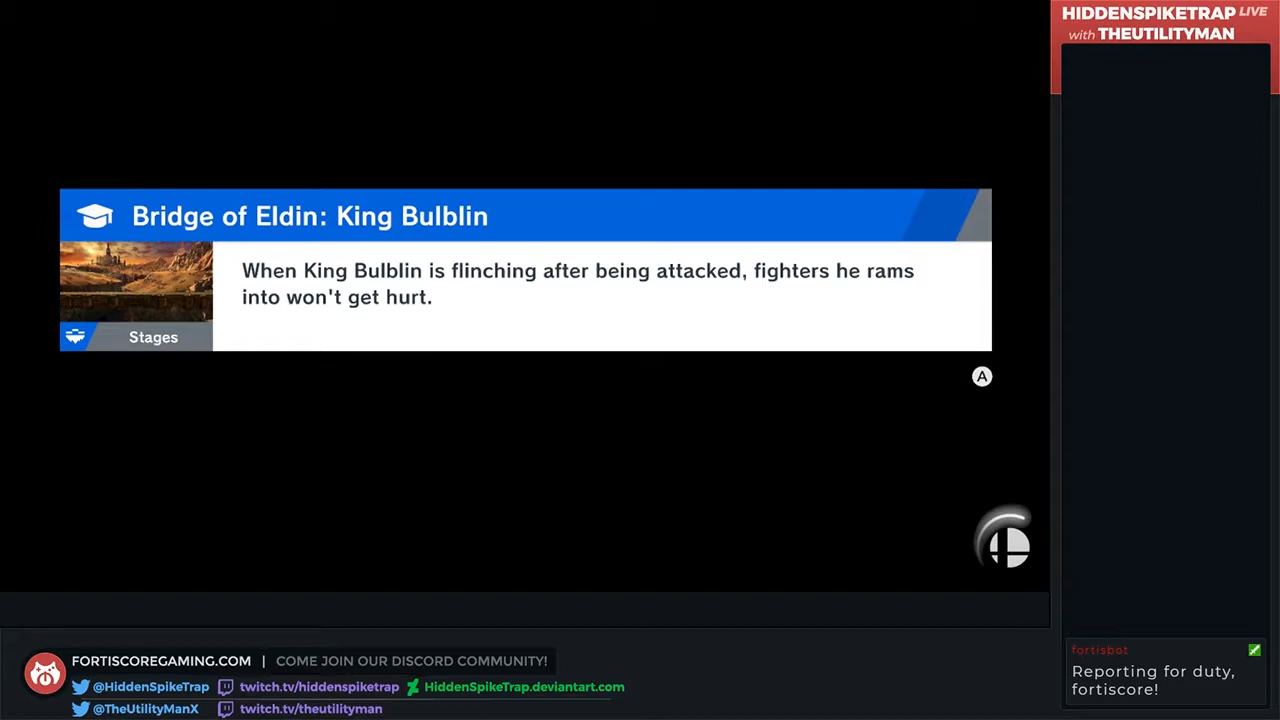 HIDDENSPIKETRAP LIVE
with THEUTILITYMAN
Bridge of Eldin: King Bulblin
When King Bulblin is flinching after being attacked, fighters he rams
into won't get hurt.
Stages
A
fortisbot
Reporting for duty,
fortiscore!
FORTISCOREGAMING.COM | COME JOIN OUR DISCORD COMMUNITY!
@HiddenSpikeTrap twitch.tv/hiddenspiketrap HiddenSpikeTrap.deviantart.com
@TheUtilityManX twitch.tv/theutilityman